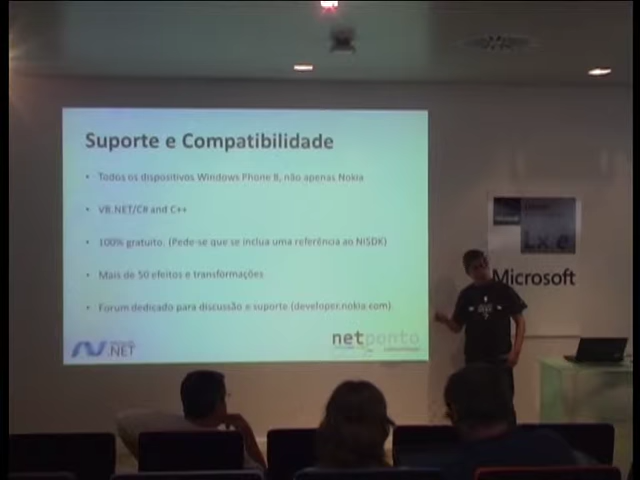 Suporte e Compatibilidade
• Todos os dispositivos Windows Phone 8, não apenas Nokia
• VB.NET/C# and C++
• 100% gratuito. (Pede-se que se inclua uma referência ao NISDK)
• Mais de 50 efeitos e transformações
• Forum dedicado para discussão e suporte (developer.nokia.com)
.NET
netponto
Microsoft